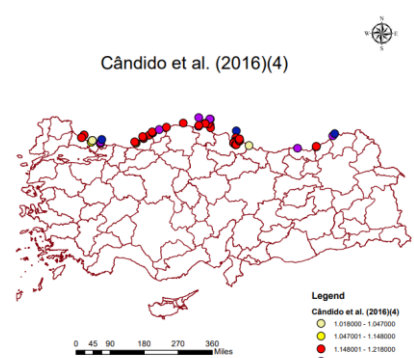 N
W E
S
Cândido et al. (2016)(4)
Legend
Cândido et al. (2016)(4)
1.018000 - 1.047000
1.047001 - 1.148000
1.148001 - 1.218000
0 45 90 180 270 360
Miles